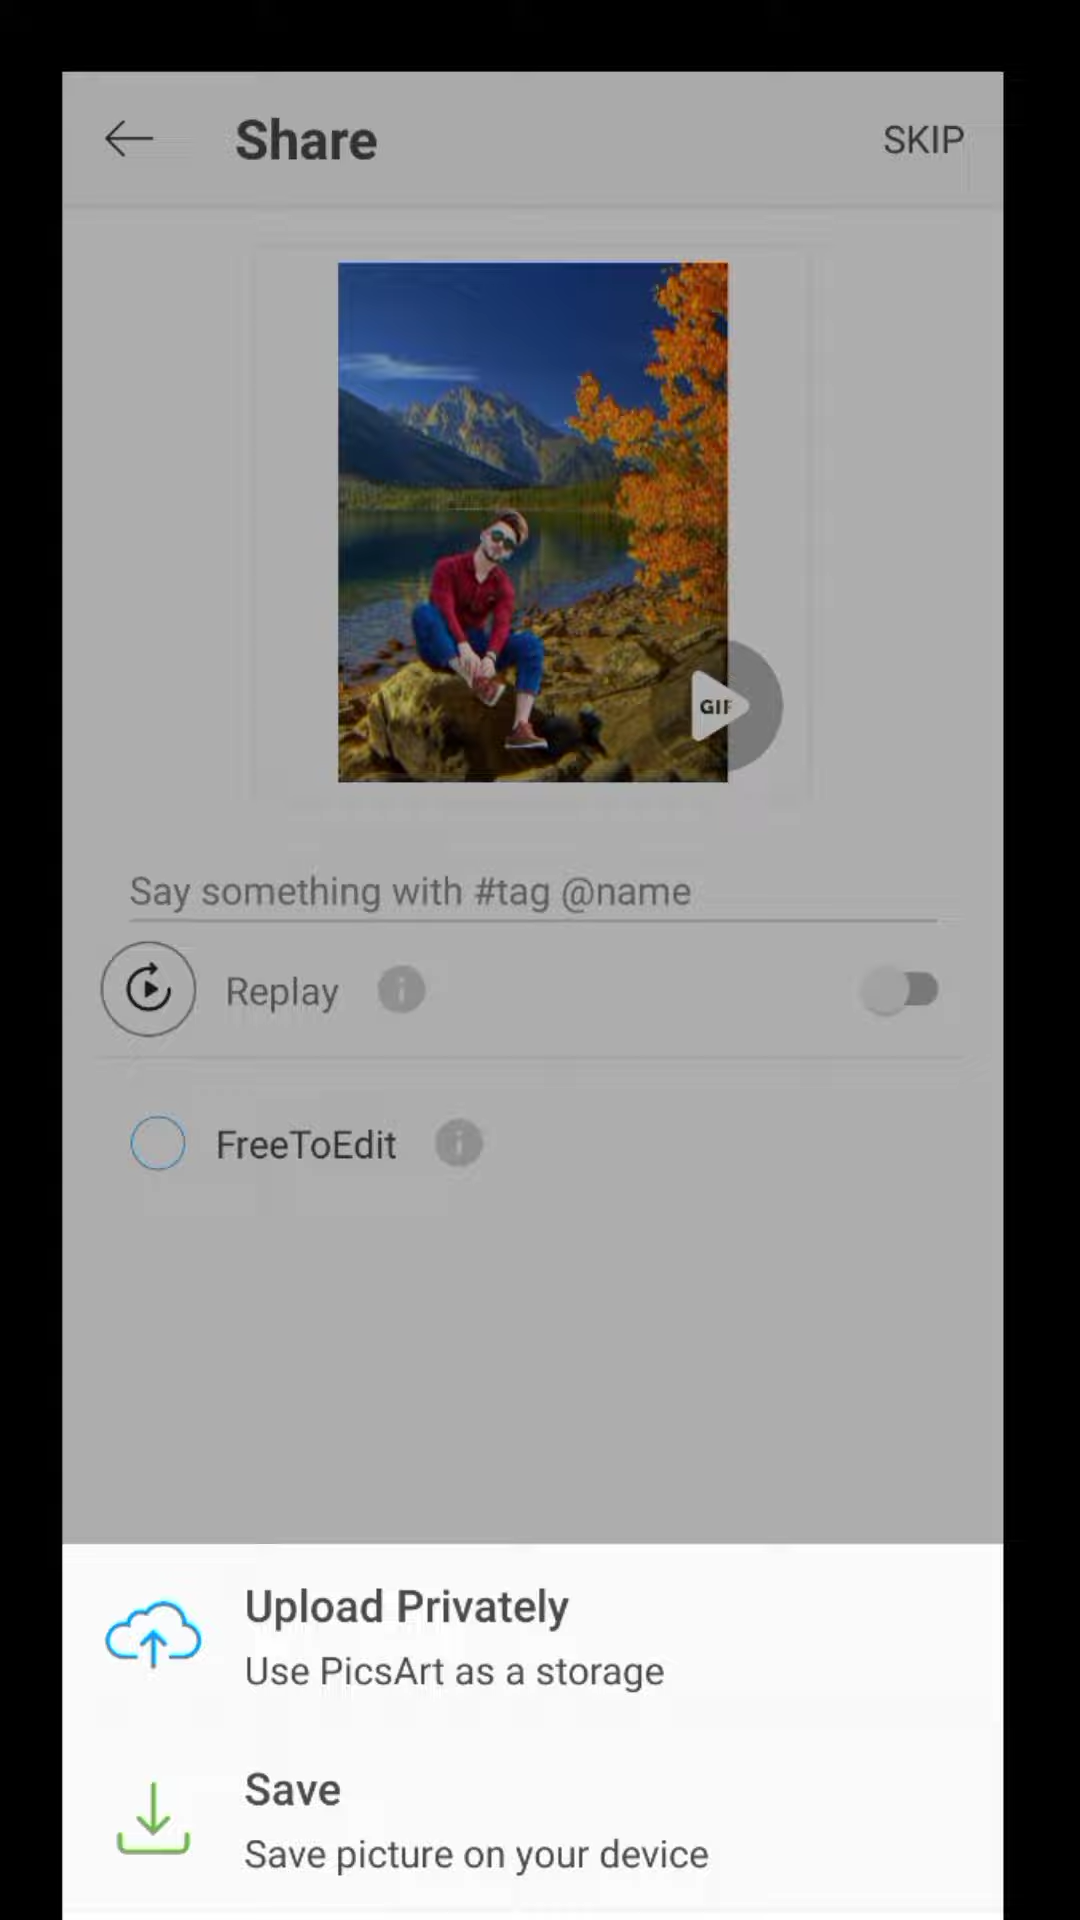 Share
SKIP
GIF
Say something with #tag @name
Replay
FreeToEdit
Upload Privately
Use PicsArt as a storage
Save
Save picture on your device